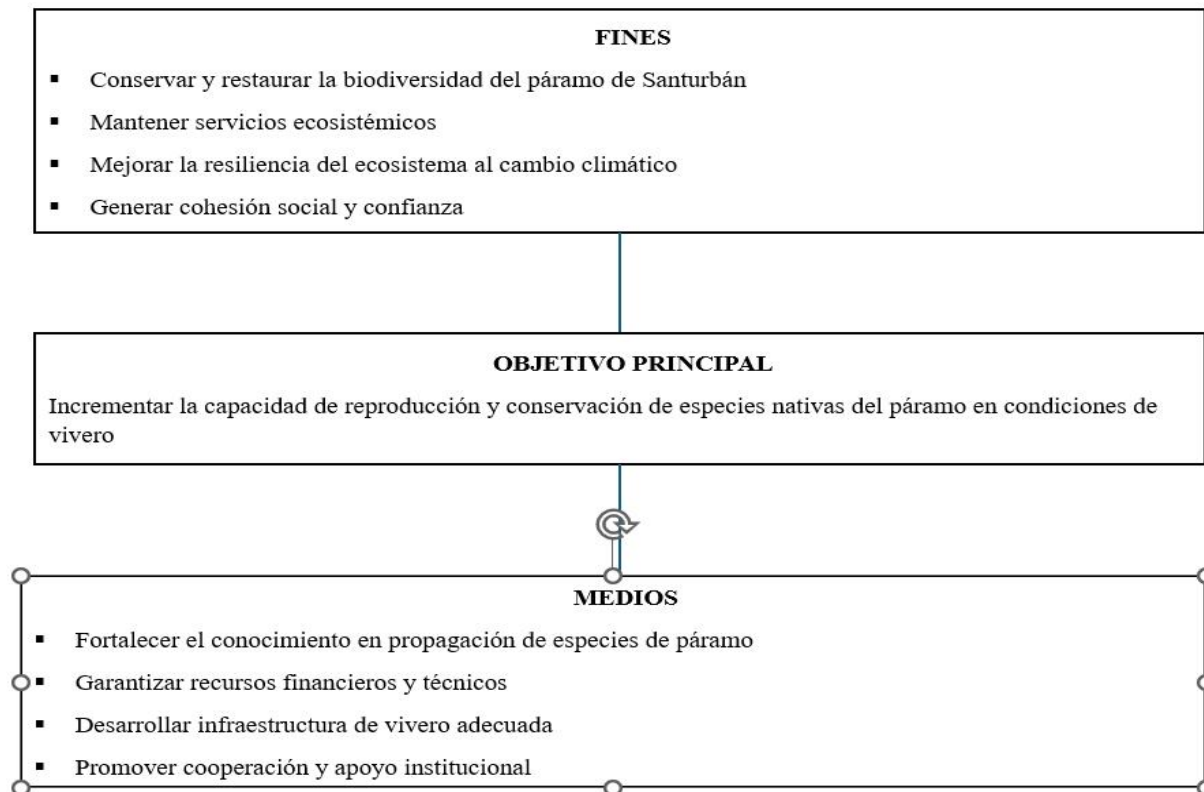 FINES
▪ Conservar y restaurar la biodiversidad del páramo de Santurbán
▪ Mantener servicios ecosistémicos
▪ Mejorar la resiliencia del ecosistema al cambio climático
▪ Generar cohesión social y confianza
OBJETIVO PRINCIPAL
Incrementar la capacidad de reproducción y conservación de especies nativas del páramo en condiciones de
vivero
MEDIOS
▪ Fortalecer el conocimiento en propagación de especies de páramo
▪ Garantizar recursos financieros y técnicos
▪ Desarrollar infraestructura de vivero adecuada
▪ Promover cooperación y apoyo institucional